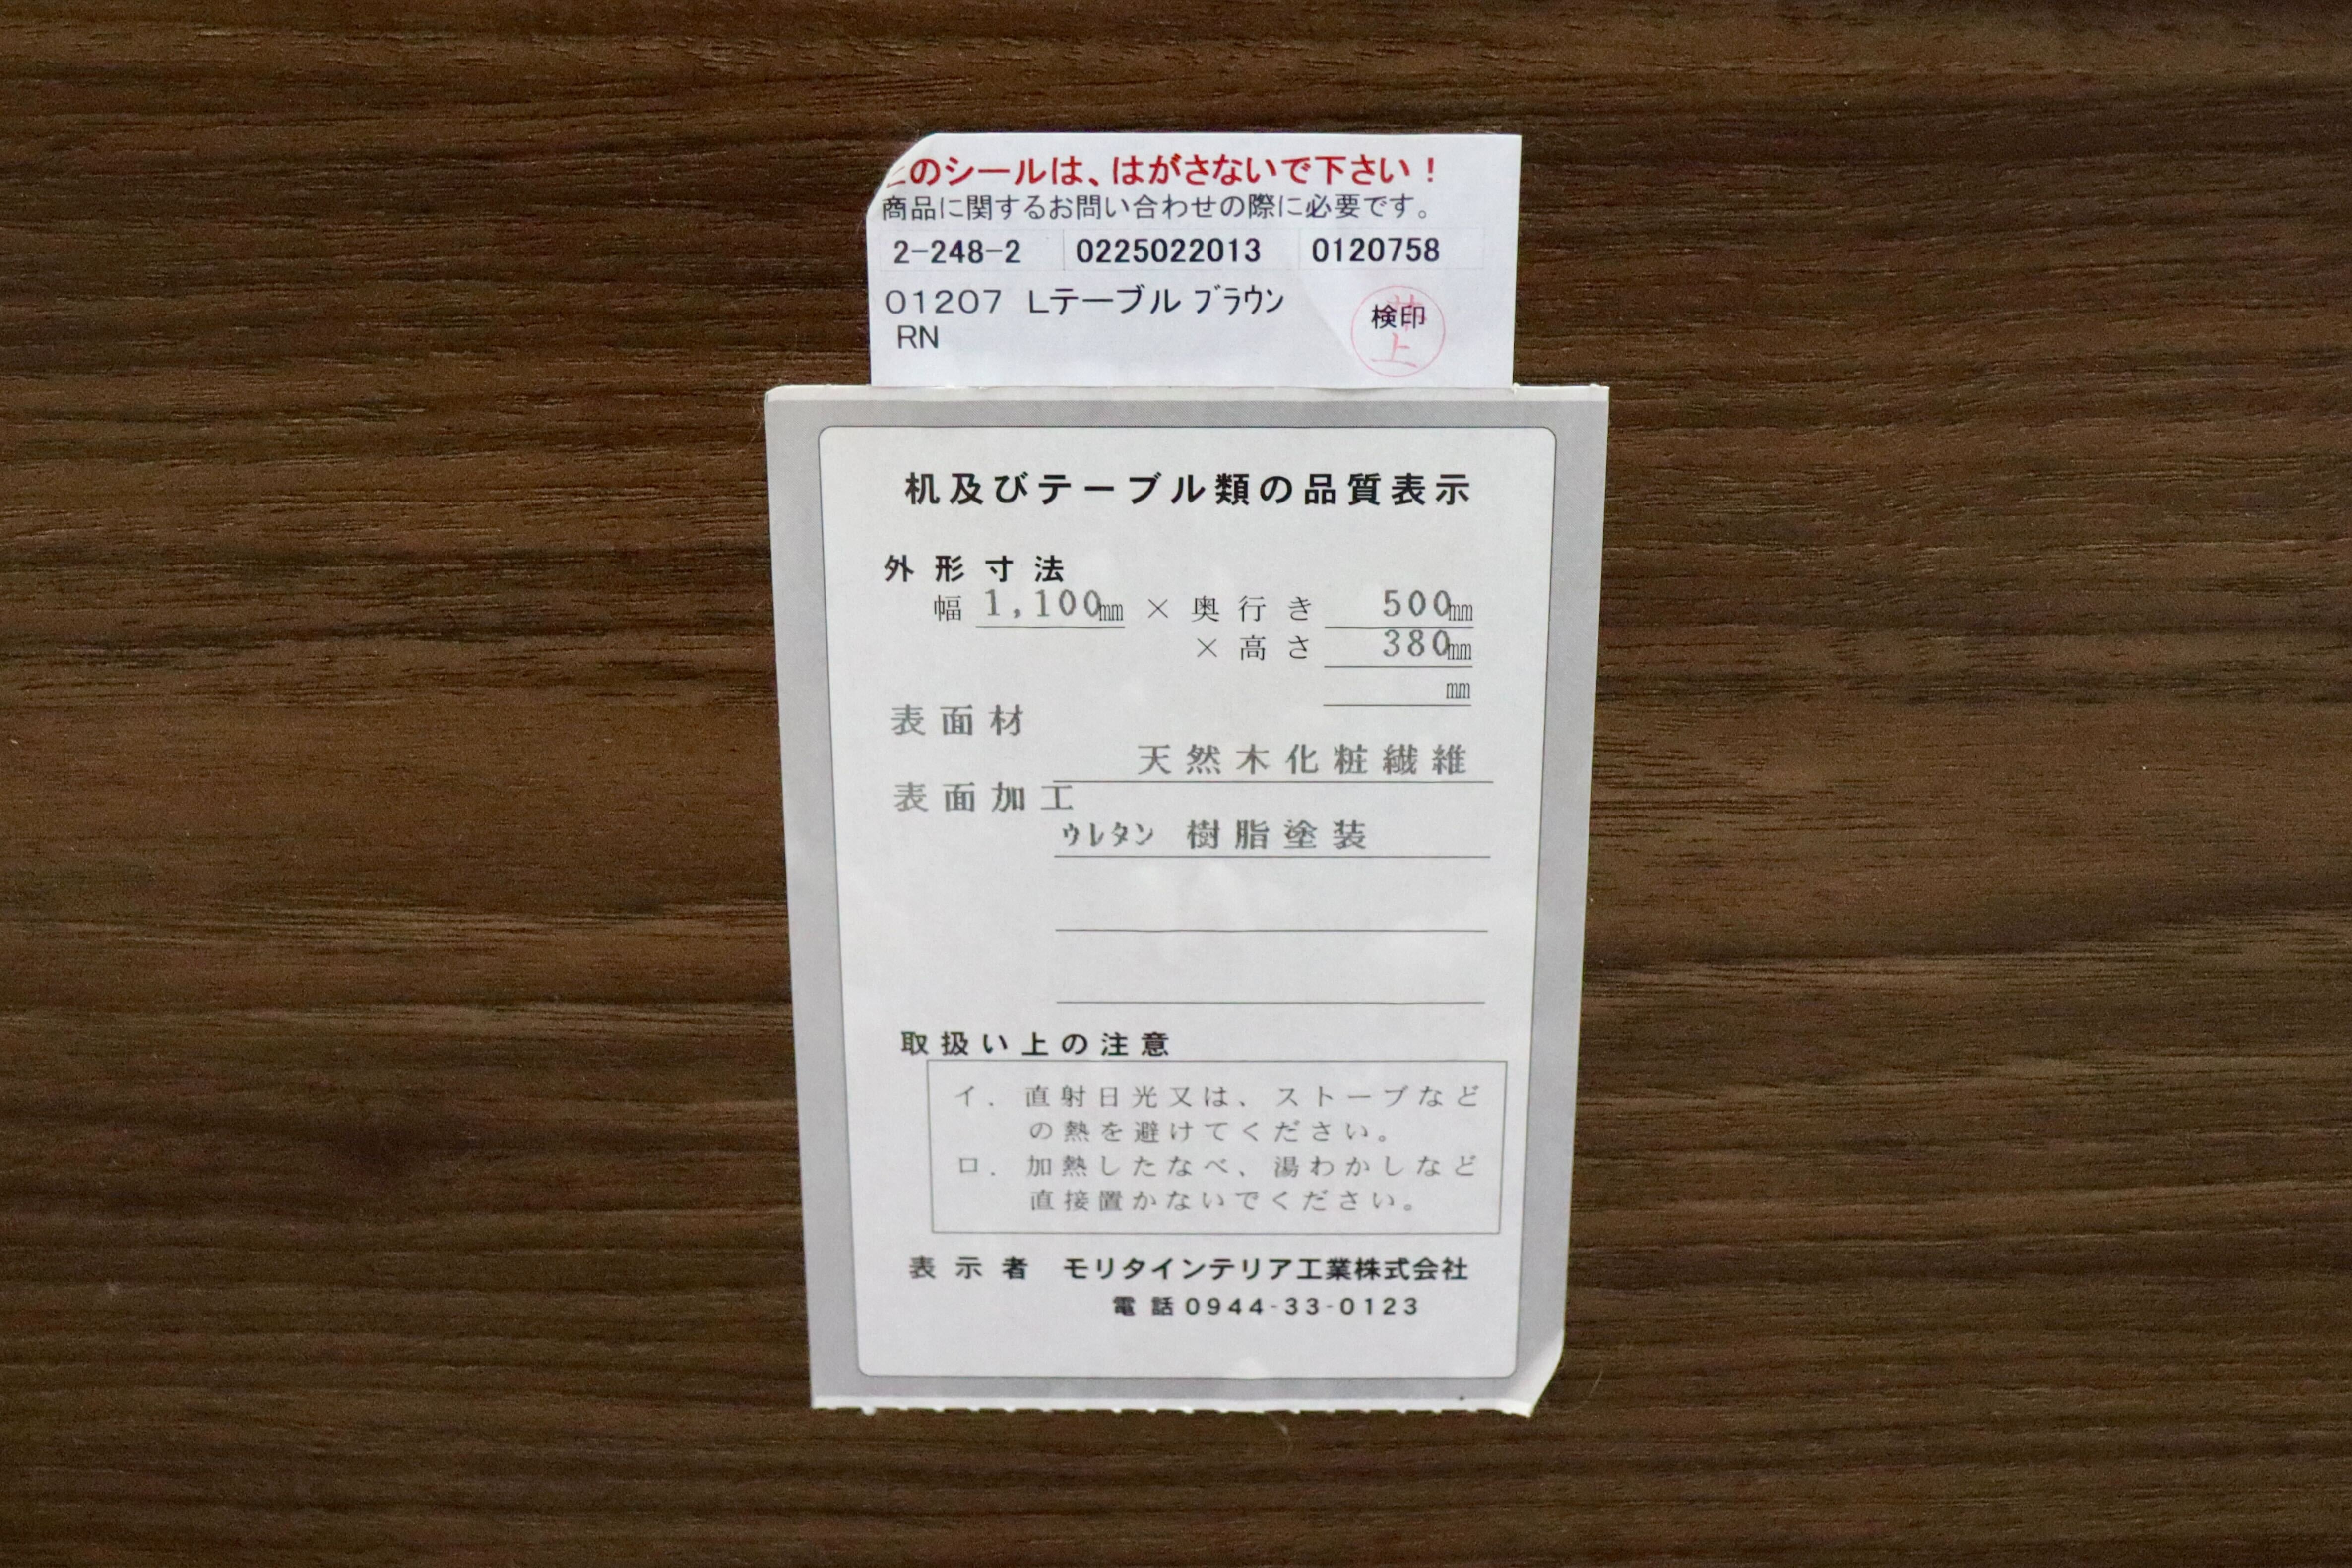 このシールは、はがさないで下さい！
商品に関するお問い合わせの際に必要です。
2-248-2 0225022013 0120758
01207 Lテーブル ﾌﾞﾗｳﾝ
RN
検印
机及びテーブル類の品質表示
外形寸法
幅 1,100㎜ × 奥行き 500㎜
× 高さ 380㎜
㎜
表面材
天然木化粧繊維
表面加工
ｳﾚﾀﾝ 樹脂塗装
取扱い上の注意
イ. 直射日光又は、ストーブなど
の熱を避けてください。
ロ. 加熱したなべ、湯わかしなど
直接置かないでください。
表示者 モリタインテリア工業株式会社
電話0944-33-0123